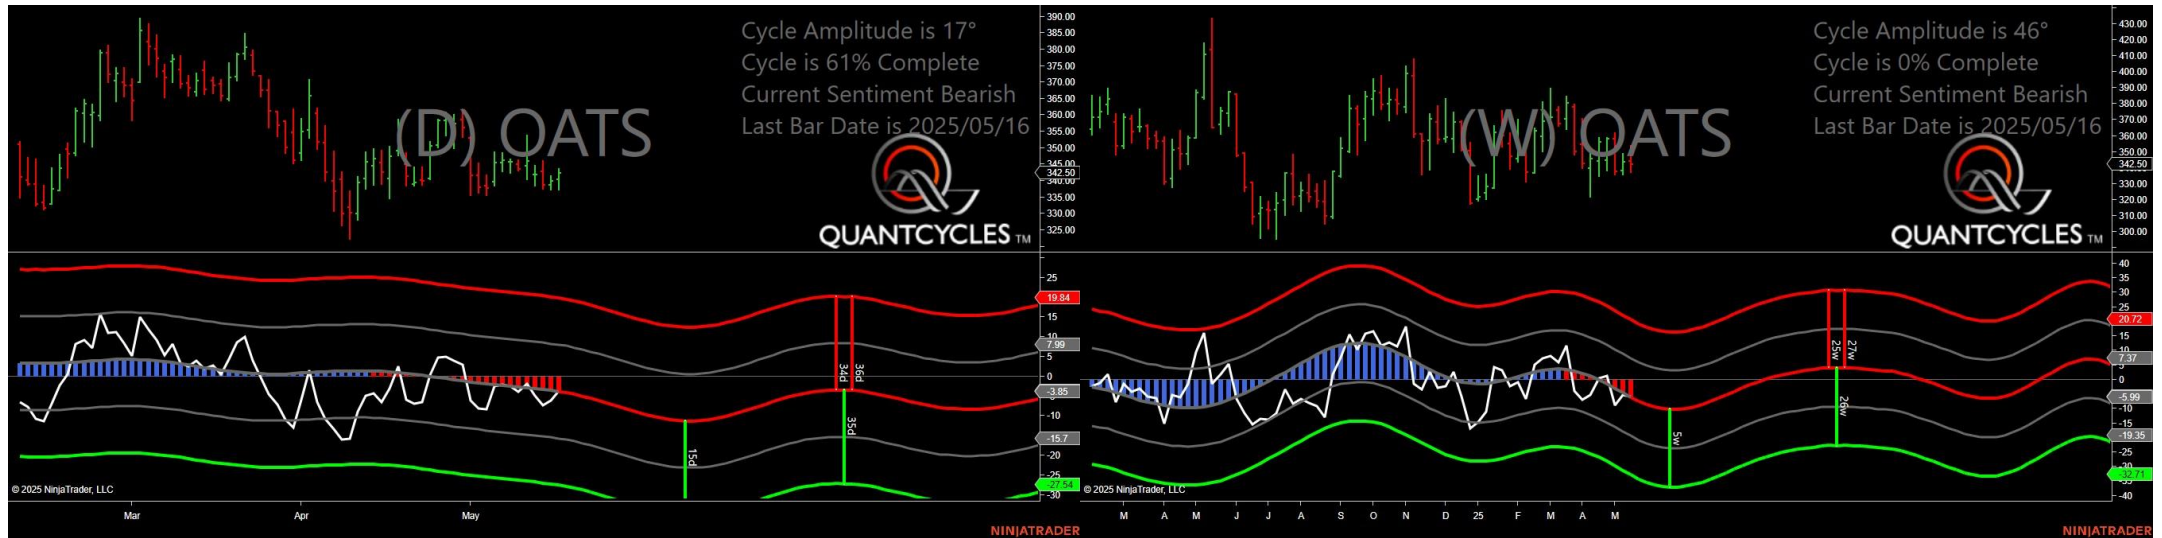 Cycle Amplitude is 17°
Cycle is 61% Complete
Current Sentiment Bearish
Last Bar Date is 2025/05/16
(D) OATS
QUANTCYCLES TM
390.00
385.00
380.00
375.00
370.00
365.00
360.00
355.00
350.00
345.00
342.50
340.00
335.00
330.00
325.00
25
19.84
15
10
7.99
5
0
-3.85
-10
-15.7
-20
-25
-27.54
-30
34d
36d
35d
15d
© 2025 NinjaTrader, LLC
Mar
Apr
May
NINJATRADER
Cycle Amplitude is 46°
Cycle is 0% Complete
Current Sentiment Bearish
Last Bar Date is 2025/05/16
(W) OATS
QUANTCYCLES TM
430.00
420.00
410.00
400.00
390.00
380.00
370.00
360.00
350.00
342.50
330.00
320.00
310.00
300.00
40
35
30
25
20.72
15
10
7.37
5
0
-5.99
-10
-15
-19.35
-25
-32.71
-40
25w
27w
26w
5w
© 2025 NinjaTrader, LLC
M
A
M
J
J
A
S
O
N
D
25
F
M
A
M
NINJATRADER